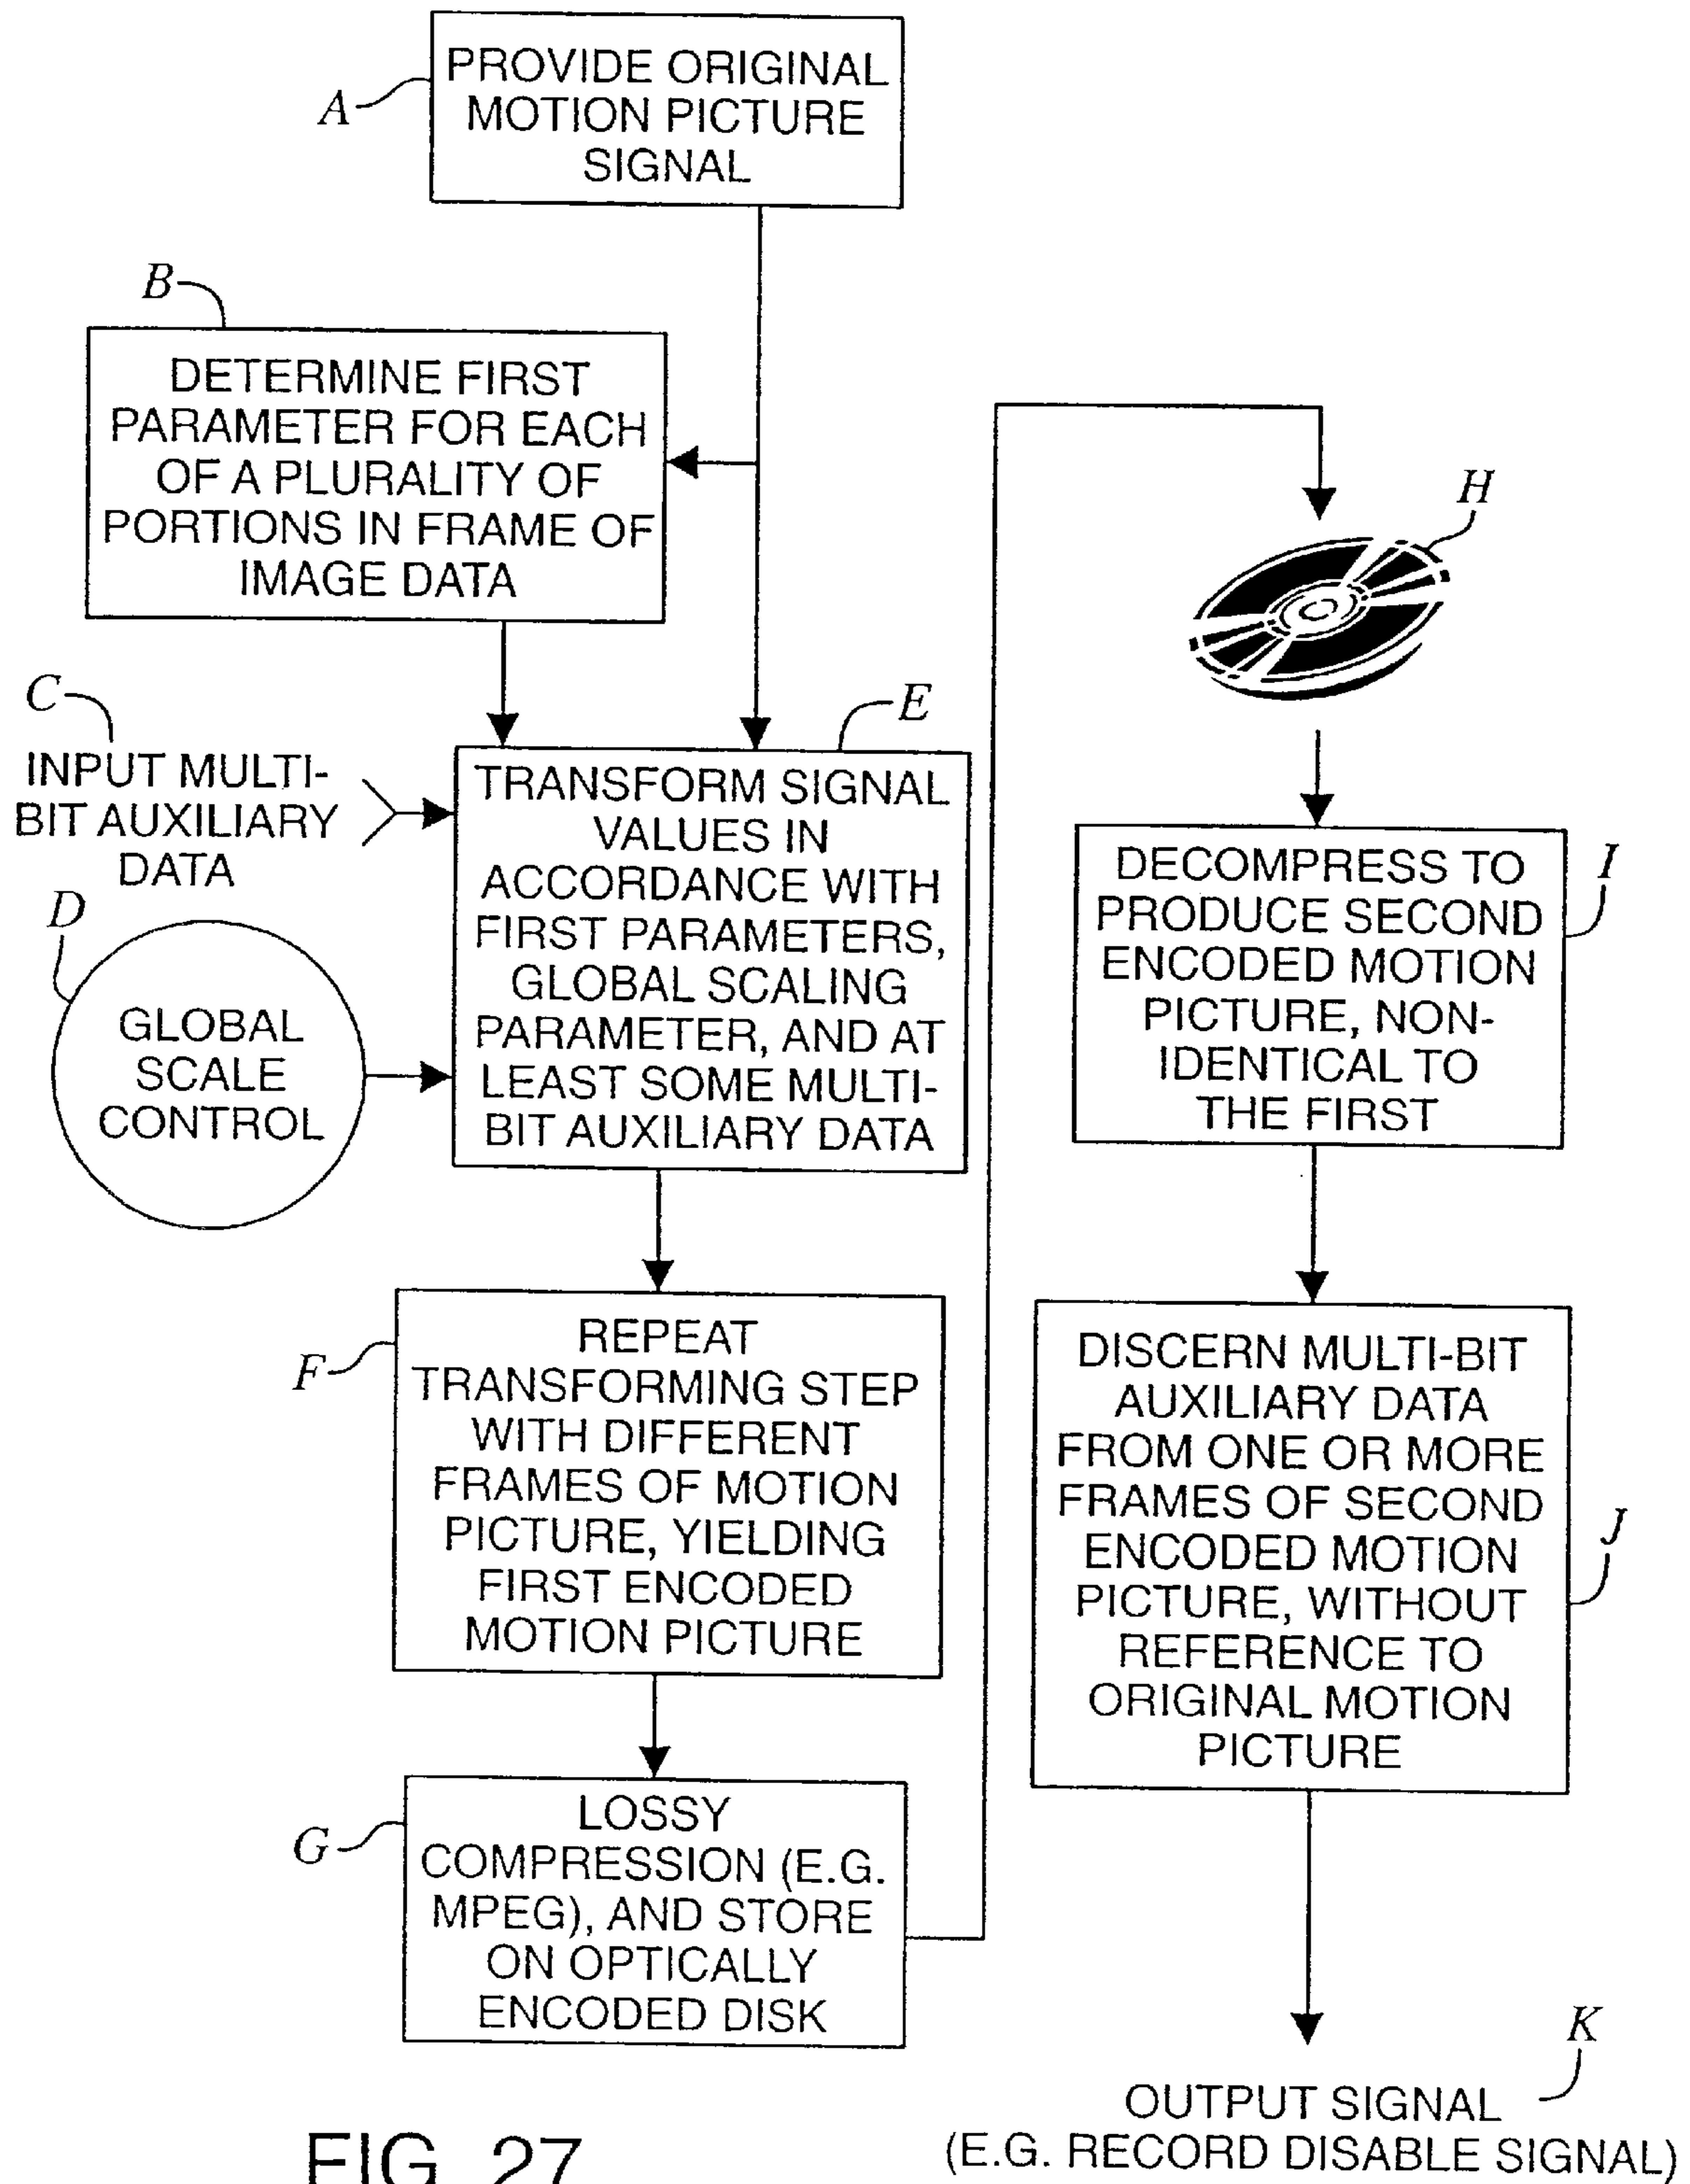 A
PROVIDE ORIGINAL
MOTION PICTURE
SIGNAL
B
DETERMINE FIRST
PARAMETER FOR EACH
OF A PLURALITY OF
PORTIONS IN FRAME OF
IMAGE DATA
C
INPUT MULTI-
BIT AUXILIARY
DATA
D
GLOBAL
SCALE
CONTROL
E
TRANSFORM SIGNAL
VALUES IN
ACCORDANCE WITH
FIRST PARAMETERS,
GLOBAL SCALING
PARAMETER, AND AT
LEAST SOME MULTI-
BIT AUXILIARY DATA
F
REPEAT
TRANSFORMING STEP
WITH DIFFERENT
FRAMES OF MOTION
PICTURE, YIELDING
FIRST ENCODED
MOTION PICTURE
G
LOSSY
COMPRESSION (E.G.
MPEG), AND STORE
ON OPTICALLY
ENCODED DISK
H
I
DECOMPRESS TO
PRODUCE SECOND
ENCODED MOTION
PICTURE, NON-
IDENTICAL TO
THE FIRST
J
DISCERN MULTI-BIT
AUXILIARY DATA
FROM ONE OR MORE
FRAMES OF SECOND
ENCODED MOTION
PICTURE, WITHOUT
REFERENCE TO
ORIGINAL MOTION
PICTURE
K
OUTPUT SIGNAL
(E.G. RECORD DISABLE SIGNAL)
FIG. 27